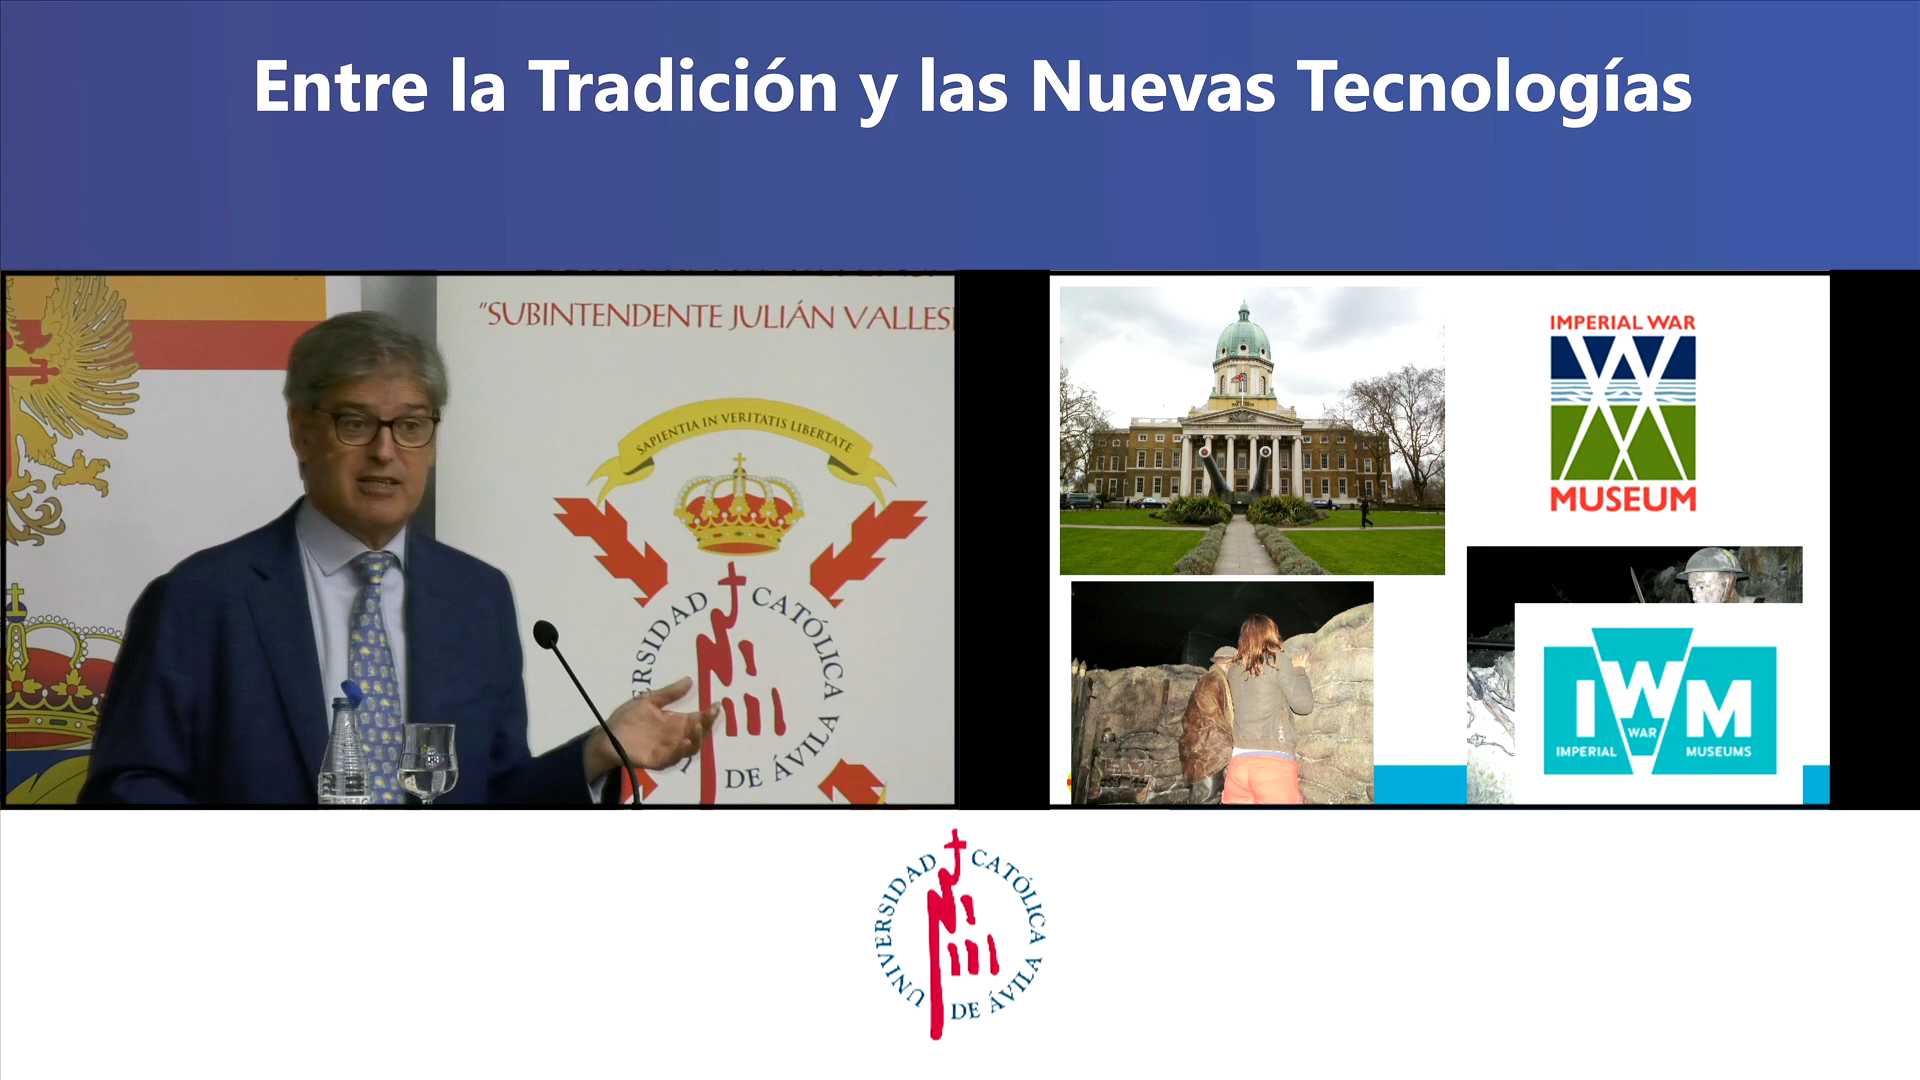 Entre la Tradición y las Nuevas Tecnologías
"SUBINTENDENTE JULIÁN VALLES
SAPIENTIA IN VERITATIS LIBERTATE
CATÓLICA
DE ÁVILA
IMPERIAL WAR
MUSEUM
IWM
IMPERIAL WAR MUSEUMS
UNIVERSIDAD CATÓLICA
DE ÁVILA